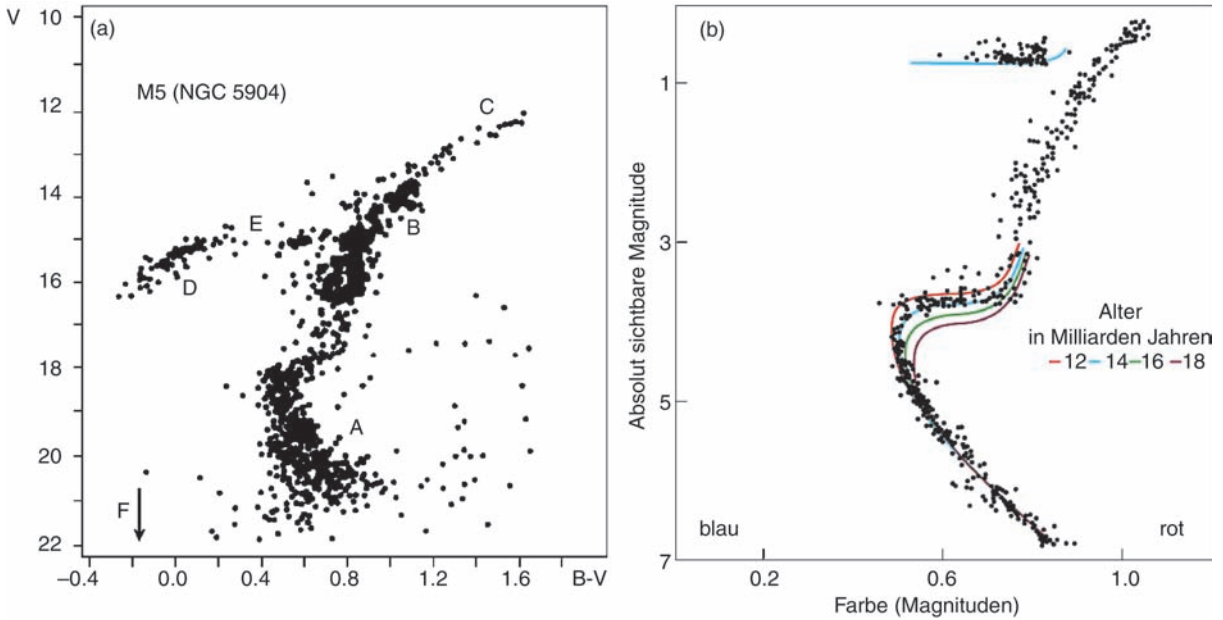 V
(a)
M5 (NGC 5904)
10
12
14
16
18
20
22
A
B
C
D
E
F
–0.4
0.0
0.4
0.8
1.2
1.6
B-V
(b)
Absolut sichtbare Magnitude
1
3
5
7
Alter
in Milliarden Jahren
12 14 16 18
blau
rot
0.2
0.6
1.0
Farbe (Magnituden)